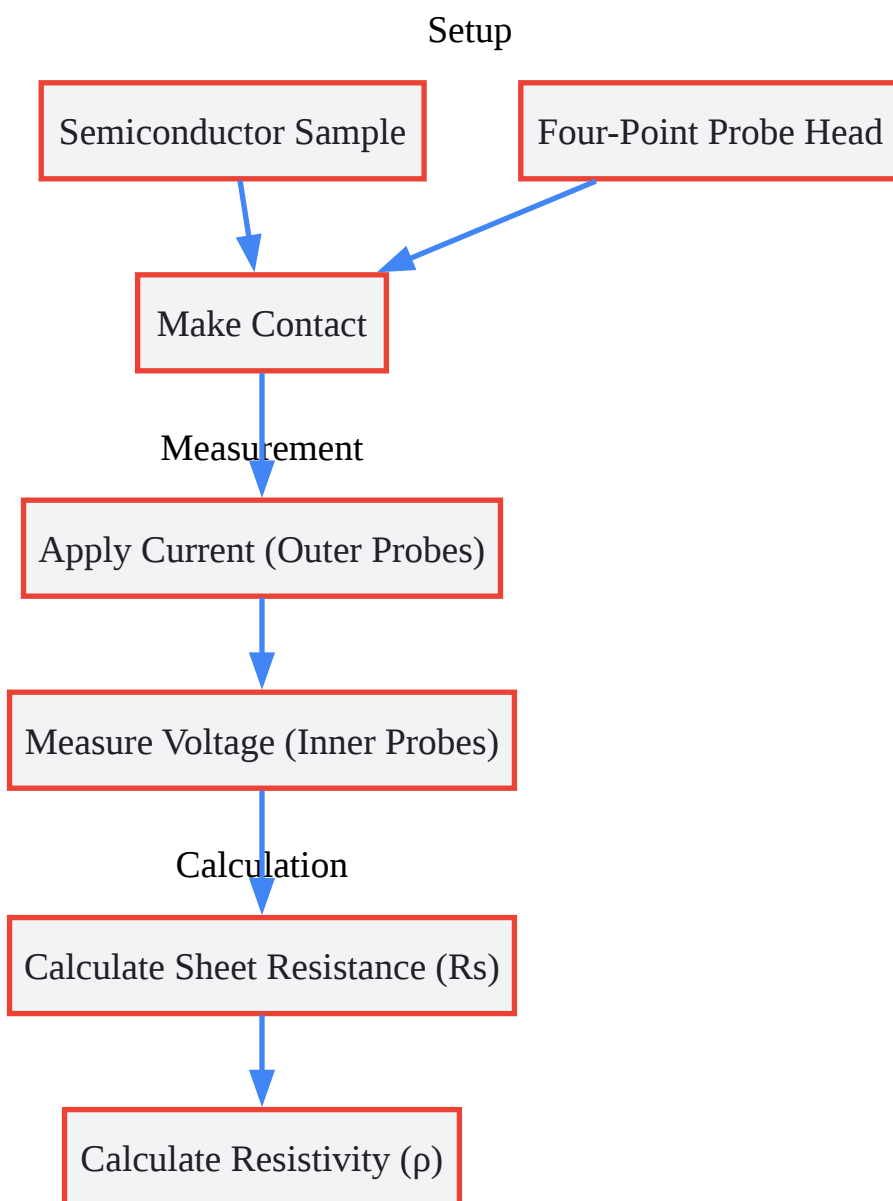 Setup
Semiconductor Sample
Four-Point Probe Head
Make Contact
Measurement
Apply Current (Outer Probes)
Measure Voltage (Inner Probes)
Calculation
Calculate Sheet Resistance (Rs)
Calculate Resistivity (ρ)